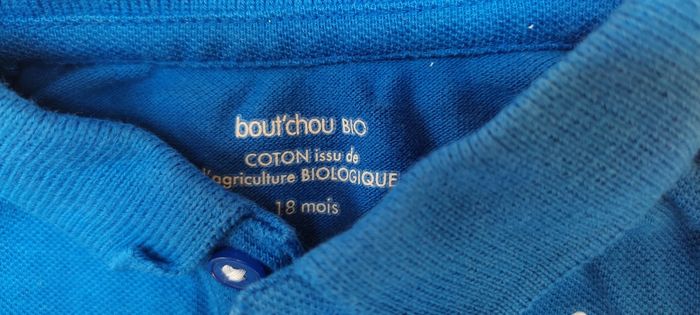 bout'chou BIO
COTON issu de
l'agriculture BIOLOGIQUE
18 mois